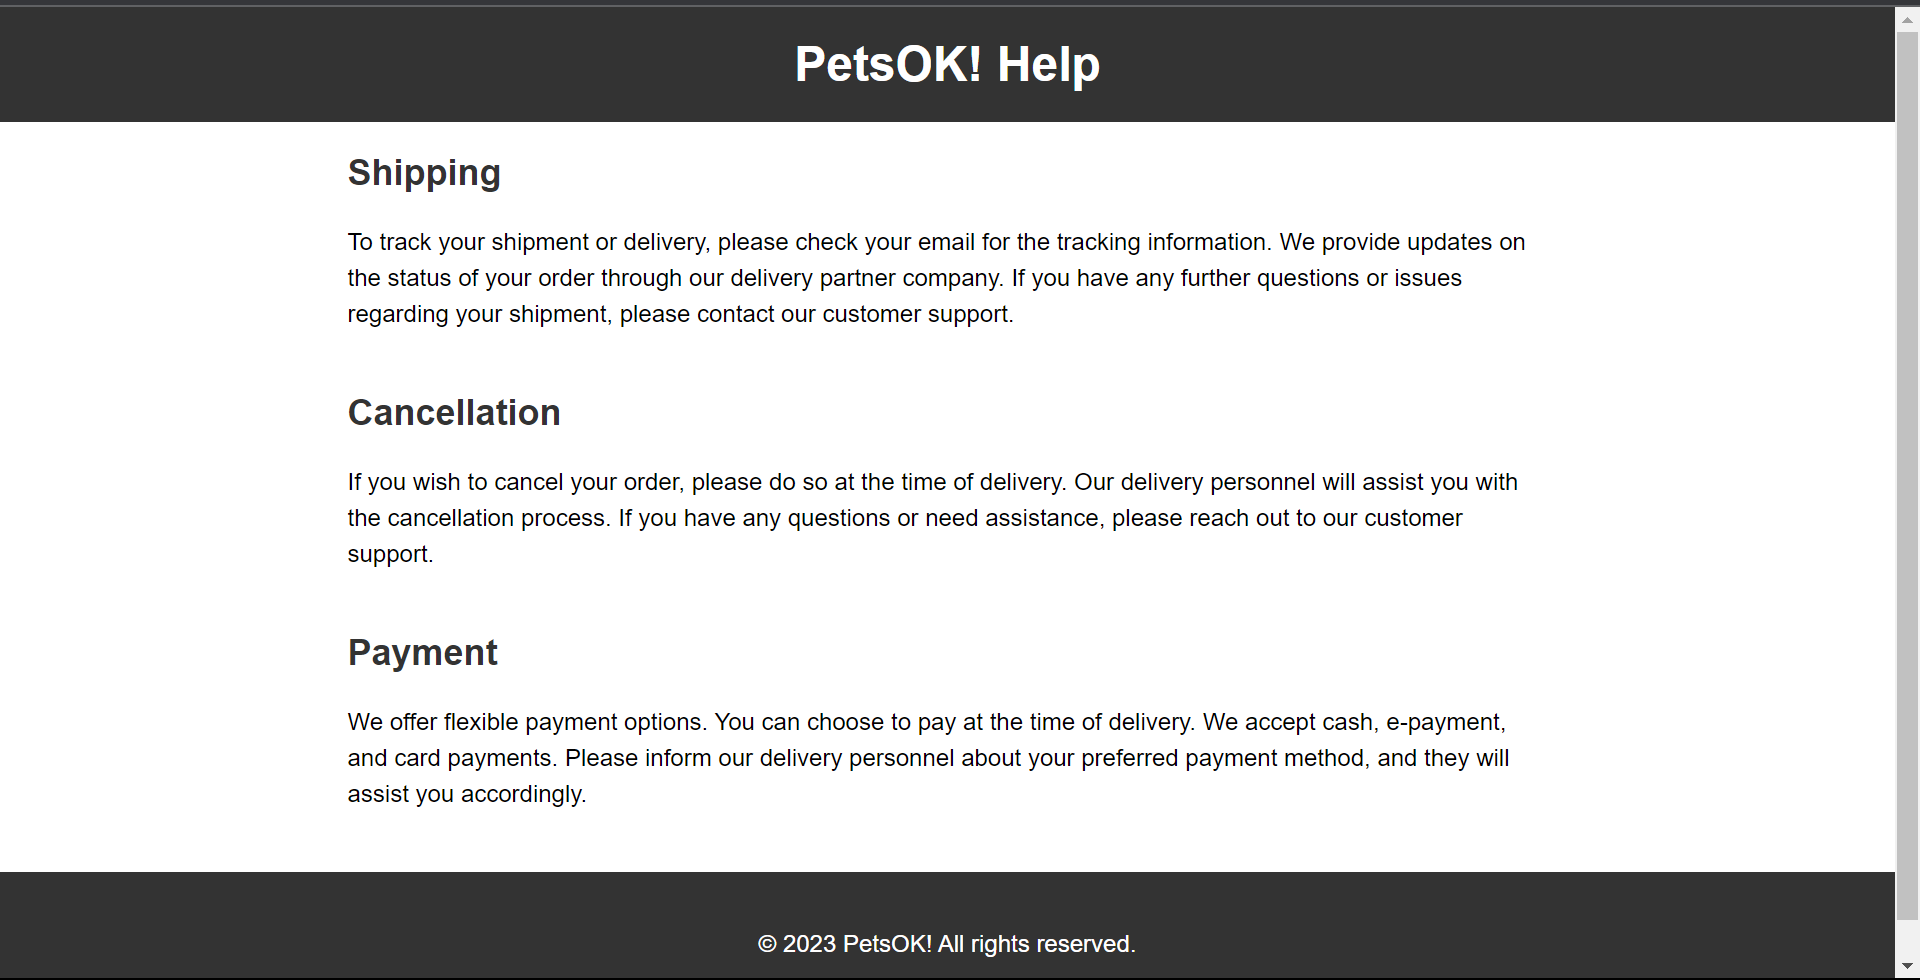 PetsOK! Help
Shipping
To track your shipment or delivery, please check your email for the tracking information. We provide updates on
the status of your order through our delivery partner company. If you have any further questions or issues
regarding your shipment, please contact our customer support.
Cancellation
If you wish to cancel your order, please do so at the time of delivery. Our delivery personnel will assist you with
the cancellation process. If you have any questions or need assistance, please reach out to our customer
support.
Payment
We offer flexible payment options. You can choose to pay at the time of delivery. We accept cash, e-payment,
and card payments. Please inform our delivery personnel about your preferred payment method, and they will
assist you accordingly.
© 2023 PetsOK! All rights reserved.